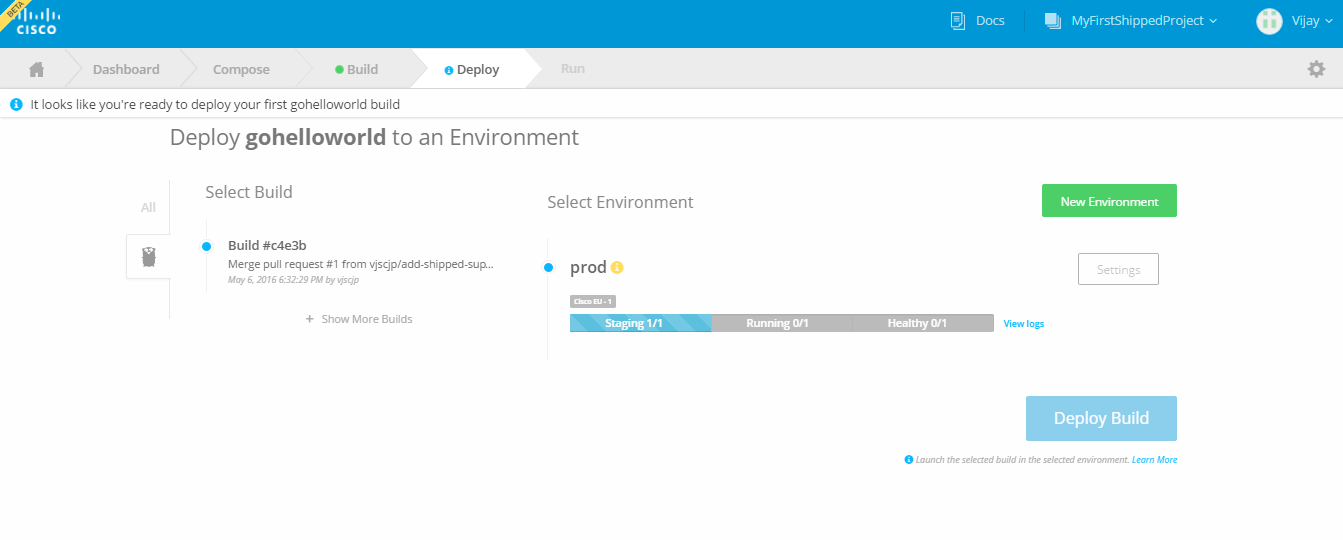 BETA
CISCO
Docs
MyFirstShippedProject
Vijay
Dashboard
Compose
Build
Deploy
Run
It looks like you're ready to deploy your first gohelloworld build
Deploy gohelloworld to an Environment
All
Select Build
Build #c4e3b
Merge pull request #1 from vjscjp/add-shipped-sup...
May 6, 2016 6:32:29 PM by vjscjp
+ Show More Builds
Select Environment
New Environment
prod
Settings
Cisco EU - 1
Staging 1/1
Running 0/1
Healthy 0/1
View logs
Deploy Build
Launch the selected build in the selected environment. Learn More